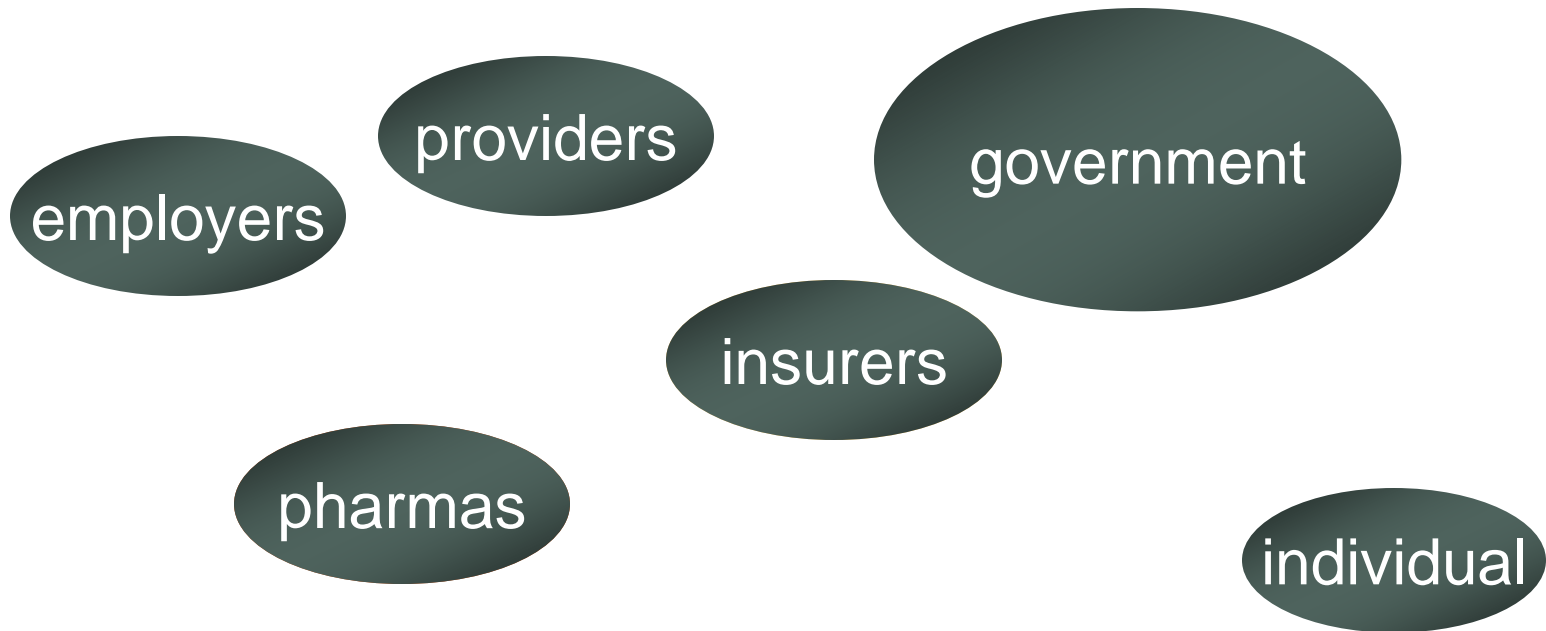 providers
government
employers
insurers
pharmas
individual